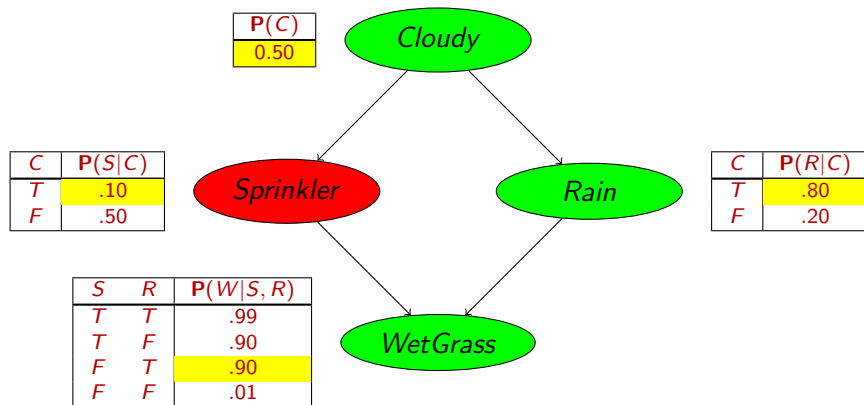 P(C)
0.50
Cloudy
C P(S|C)
T .10
F .50
Sprinkler
Rain
C P(R|C)
T .80
F .20
S R P(W|S, R)
T T .99
T F .90
F T .90
F F .01
WetGrass